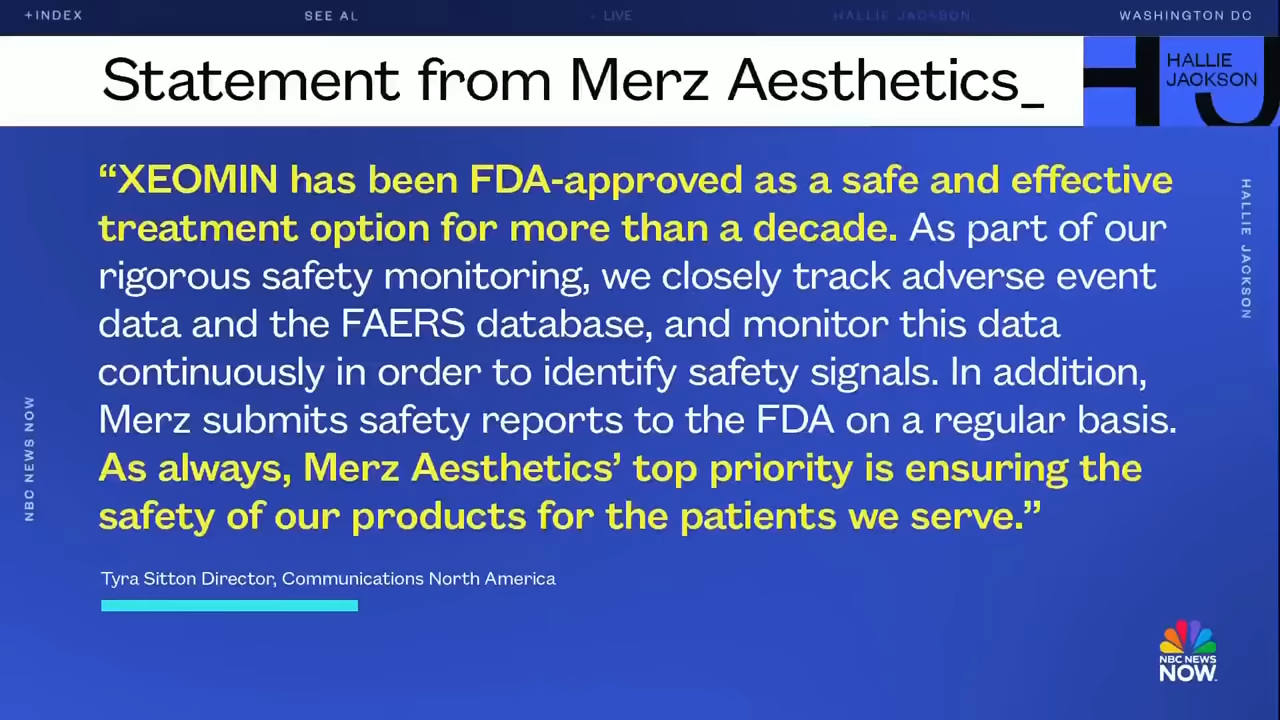 +INDEX
SEE AL
LIVE
HALLIE JACKSON
WASHINGTON DC
Statement from Merz Aesthetics_
HALLIE
JACKSON
“XEOMIN has been FDA-approved as a safe and effective
treatment option for more than a decade. As part of our
rigorous safety monitoring, we closely track adverse event
data and the FAERS database, and monitor this data
continuously in order to identify safety signals. In addition,
Merz submits safety reports to the FDA on a regular basis.
As always, Merz Aesthetics’ top priority is ensuring the
safety of our products for the patients we serve.”
Tyra Sitton Director, Communications North America
HALLIE JACKSON
NBC NEWS NOW
NBC NEWS
NOW